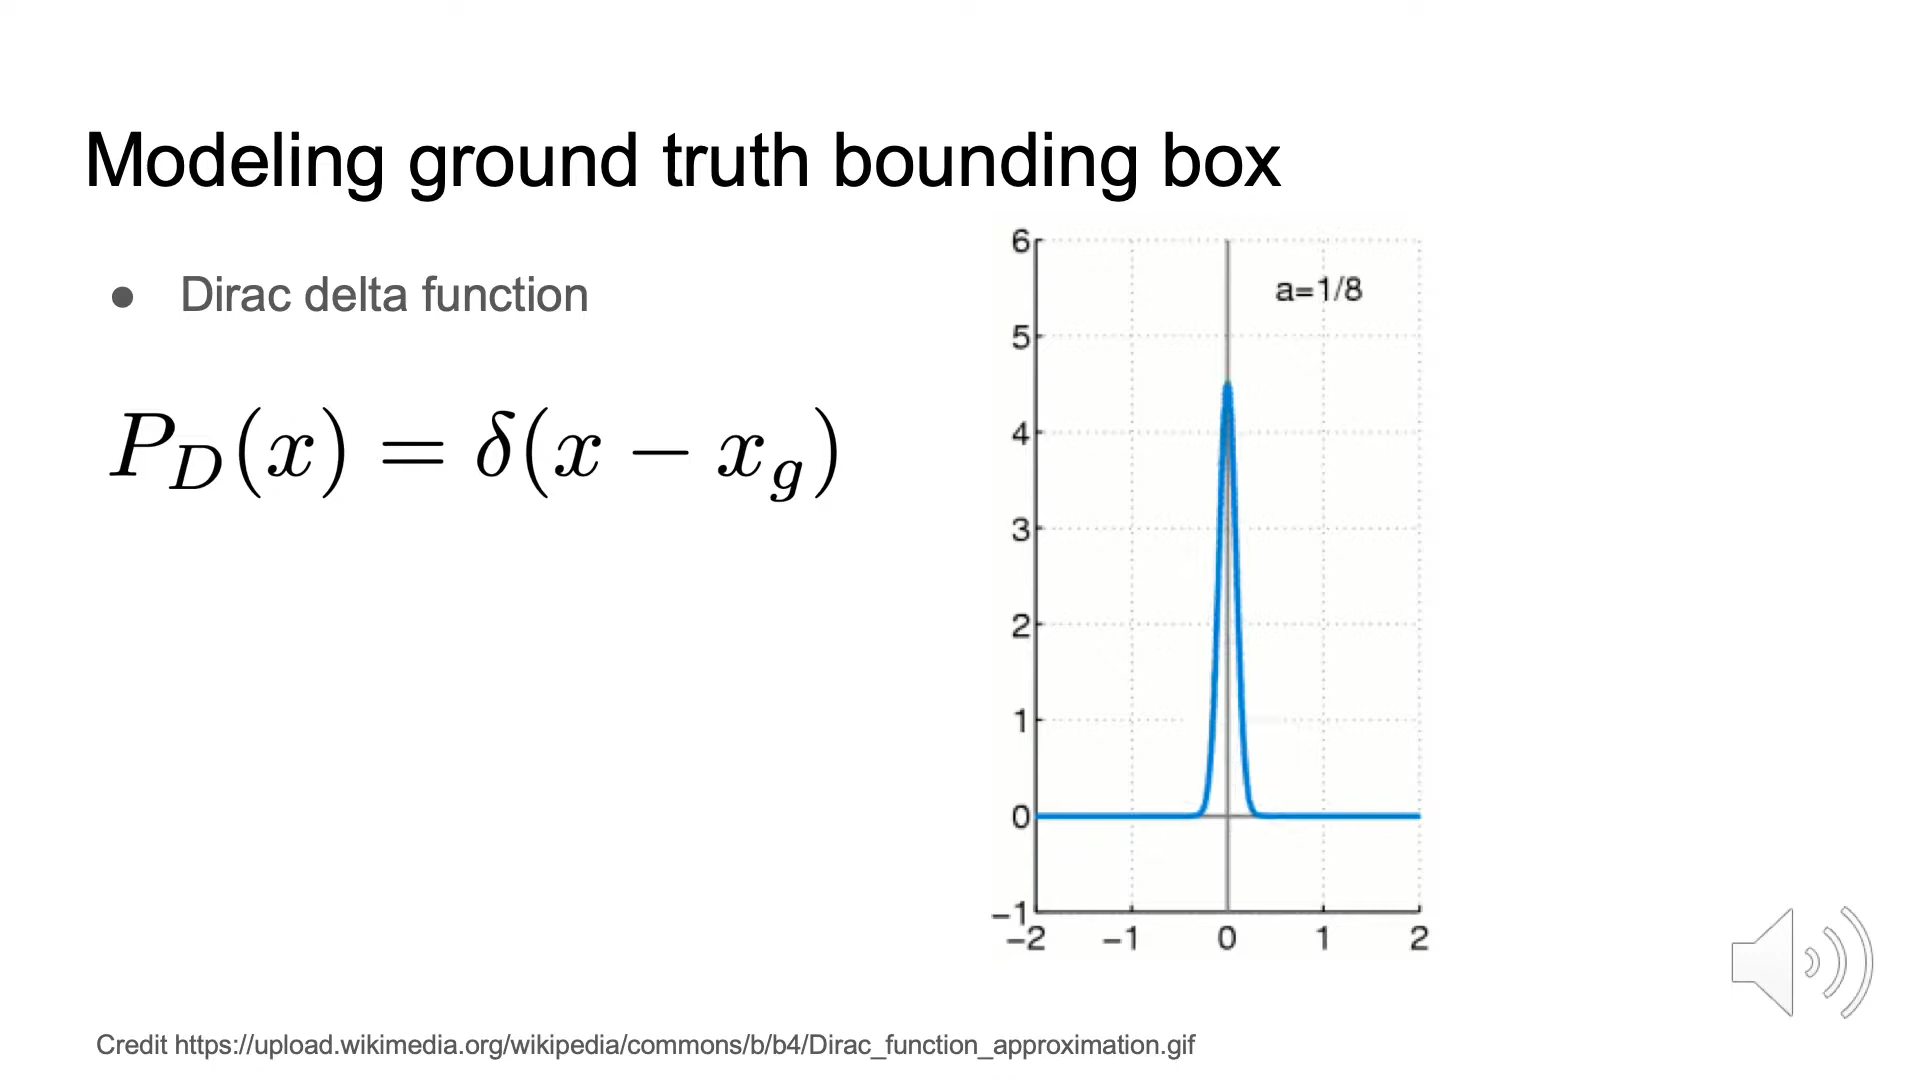 Modeling ground truth bounding box
● Dirac delta function
P_D(x) = δ(x − x_g)
a=1/8
6
5
4
3
2
1
0
−1
−2 −1 0 1 2
Credit https://upload.wikimedia.org/wikipedia/commons/b/b4/Dirac_function_approximation.gif